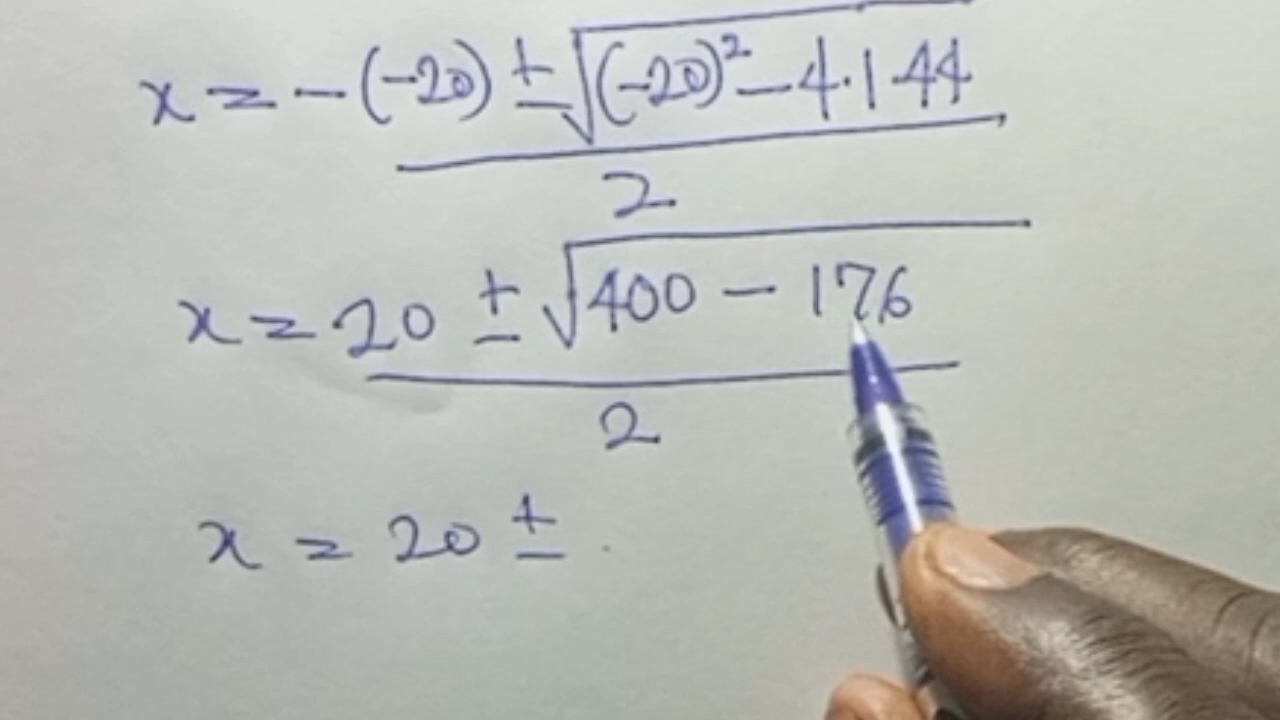 x = -(-20) ± √(-20)² - 4·1·44
2
x = 20 ± √400 - 176
2
x = 20 ±